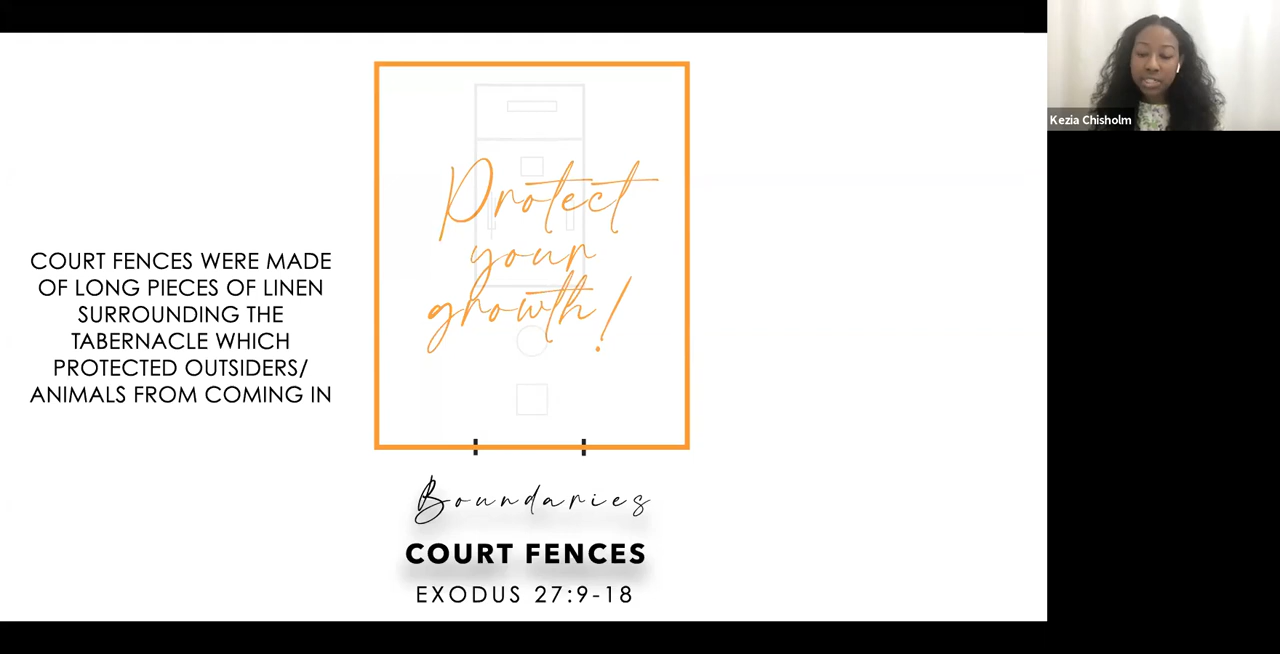 COURT FENCES WERE MADE
OF LONG PIECES OF LINEN
SURROUNDING THE
TABERNACLE WHICH
PROTECTED OUTSIDERS/
ANIMALS FROM COMING IN
Protect
your
growth!
Boundaries
COURT FENCES
EXODUS 27:9-18
Kezia Chisholm